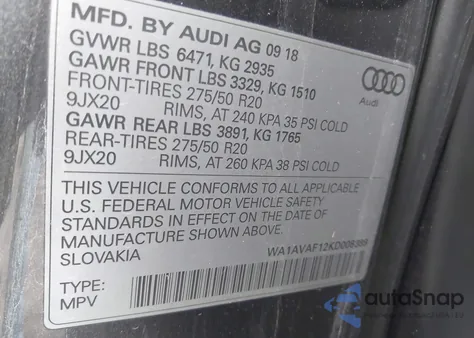 MFD. BY AUDI AG 09 18
GVWR LBS 6471, KG 2935
GAWR FRONT LBS 3329, KG 1510
FRONT-TIRES 275/50 R20
9JX20 RIMS, AT 240 KPA 35 PSI COLD
GAWR REAR LBS 3891, KG 1765
REAR-TIRES 275/50 R20
9JX20 RIMS, AT 260 KPA 38 PSI COLD
Audi
THIS VEHICLE CONFORMS TO ALL APPLICABLE
U.S. FEDERAL MOTOR VEHICLE SAFETY
STANDARDS IN EFFECT ON THE DATE OF
MANUFACTURE SHOWN ABOVE.
SLOVAKIA
TYPE:
MPV
autoSnap